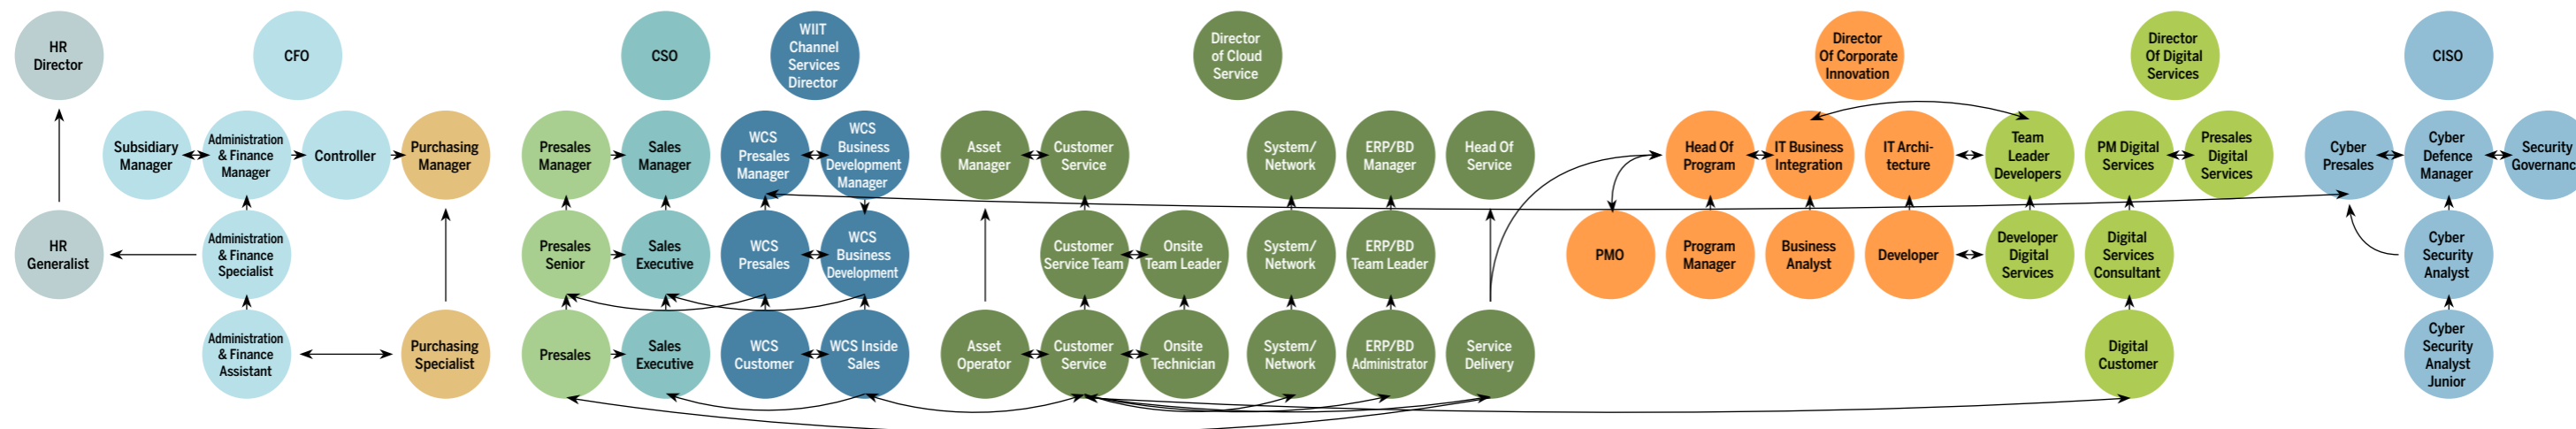 HR
Director
CFO
CSO
WIIT
Channel
Services
Director
Director
of Cloud
Service
Director
Of Corporate
Innovation
Director
Of Digital
Services
CISO
Subsidiary
Manager
Administration
& Finance
Manager
Controller
Purchasing
Manager
Presales
Manager
Sales
Manager
WCS
Presales
Manager
WCS
Business
Development
Manager
Asset
Manager
Customer
Service
System/
Network
ERP/BD
Manager
Head Of
Service
Head Of
Program
IT Business
Integration
IT Archi-
tecture
Team
Leader
Developers
PM Digital
Services
Presales
Digital
Services
Cyber
Presales
Cyber
Defence
Manager
Security
Governanc
HR
Generalist
Administration
& Finance
Specialist
Presales
Senior
Sales
Executive
WCS
Presales
WCS
Business
Development
Customer
Service Team
Onsite
Team Leader
System/
Network
ERP/BD
Team Leader
PMO
Program
Manager
Business
Analyst
Developer
Developer
Digital
Services
Digital
Services
Consultant
Cyber
Security
Analyst
Administration
& Finance
Assistant
Purchasing
Specialist
Presales
Sales
Executive
WCS
Customer
WCS Inside
Sales
Asset
Operator
Customer
Service
Onsite
Technician
System/
Network
ERP/BD
Administrator
Service
Delivery
Digital
Customer
Cyber
Security
Analyst
Junior